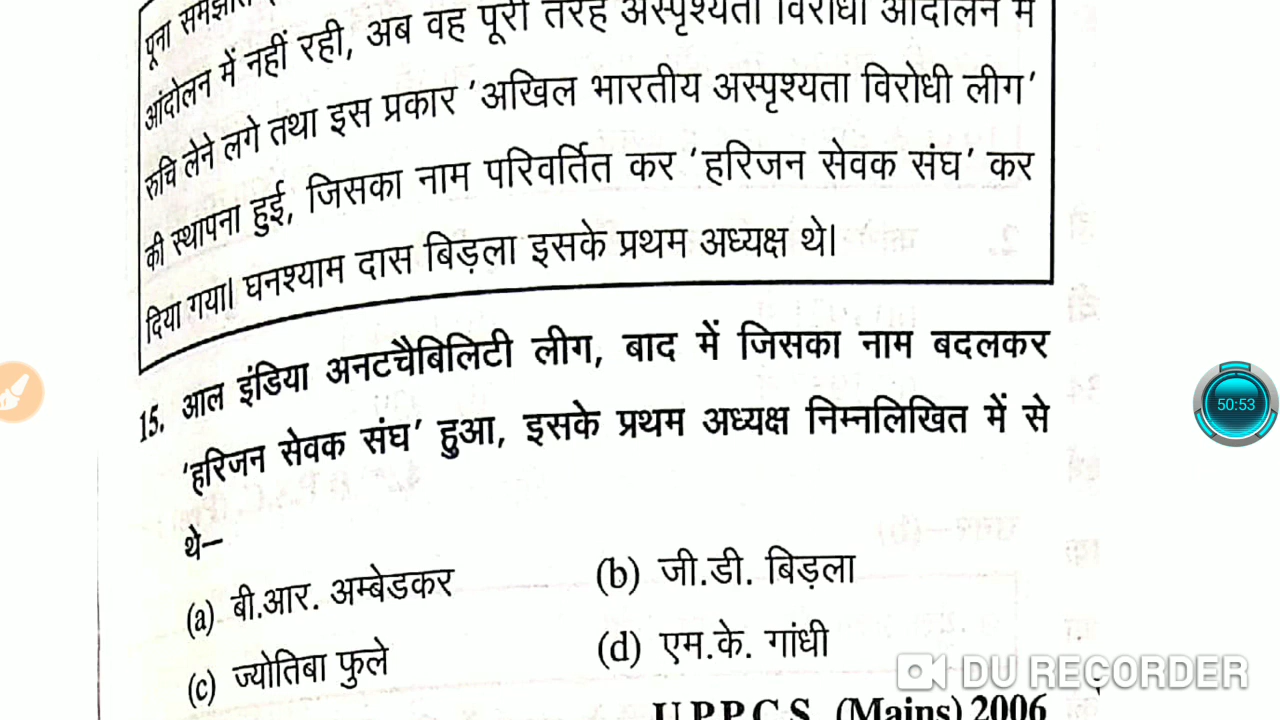 पूना समझौते
आंदोलन में नहीं रही, अब वह पूरी तरह अस्पृश्यता विरोधी आंदोलन में
रुचि लेने लगे तथा इस प्रकार 'अखिल भारतीय अस्पृश्यता विरोधी लीग'
की स्थापना हुई, जिसका नाम परिवर्तित कर 'हरिजन सेवक संघ' कर
दिया गया। घनश्याम दास बिड़ला इसके प्रथम अध्यक्ष थे।
15. आल इंडिया अनटचैबिलिटी लीग, बाद में जिसका नाम बदलकर
'हरिजन सेवक संघ' हुआ, इसके प्रथम अध्यक्ष निम्नलिखित में से
थे–
(a) बी.आर. अम्बेडकर (b) जी.डी. बिड़ला
(c) ज्योतिबा फुले (d) एम.के. गांधी
U.P.P.C.S. (Mains) 2006
50:53
DU RECORDER